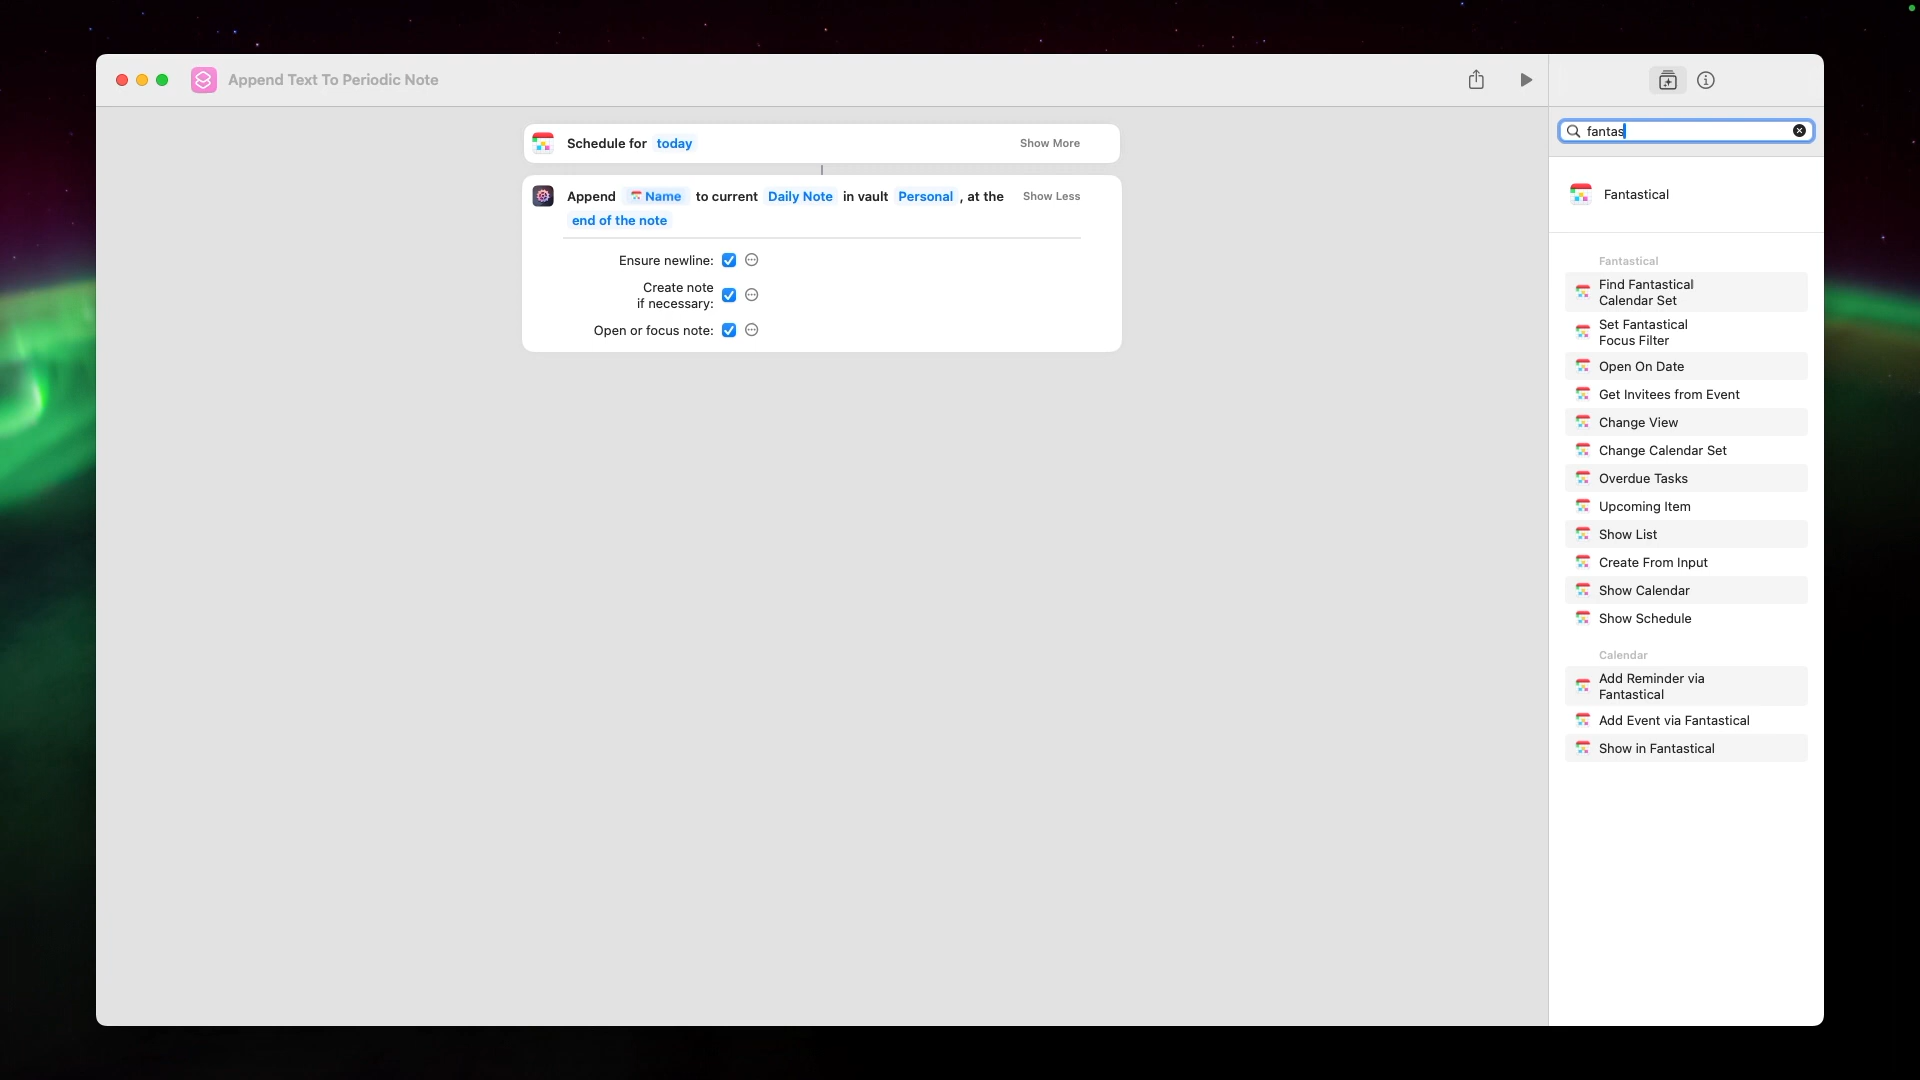 Append Text To Periodic Note
fantas
Schedule for today
Show More
Append Name to current Daily Note in vault Personal , at the
end of the note
Show Less
Ensure newline:
Create note
if necessary:
Open or focus note:
Fantastical
Fantastical
Find Fantastical
Calendar Set
Set Fantastical
Focus Filter
Open On Date
Get Invitees from Event
Change View
Change Calendar Set
Overdue Tasks
Upcoming Item
Show List
Create From Input
Show Calendar
Show Schedule
Calendar
Add Reminder via
Fantastical
Add Event via Fantastical
Show in Fantastical